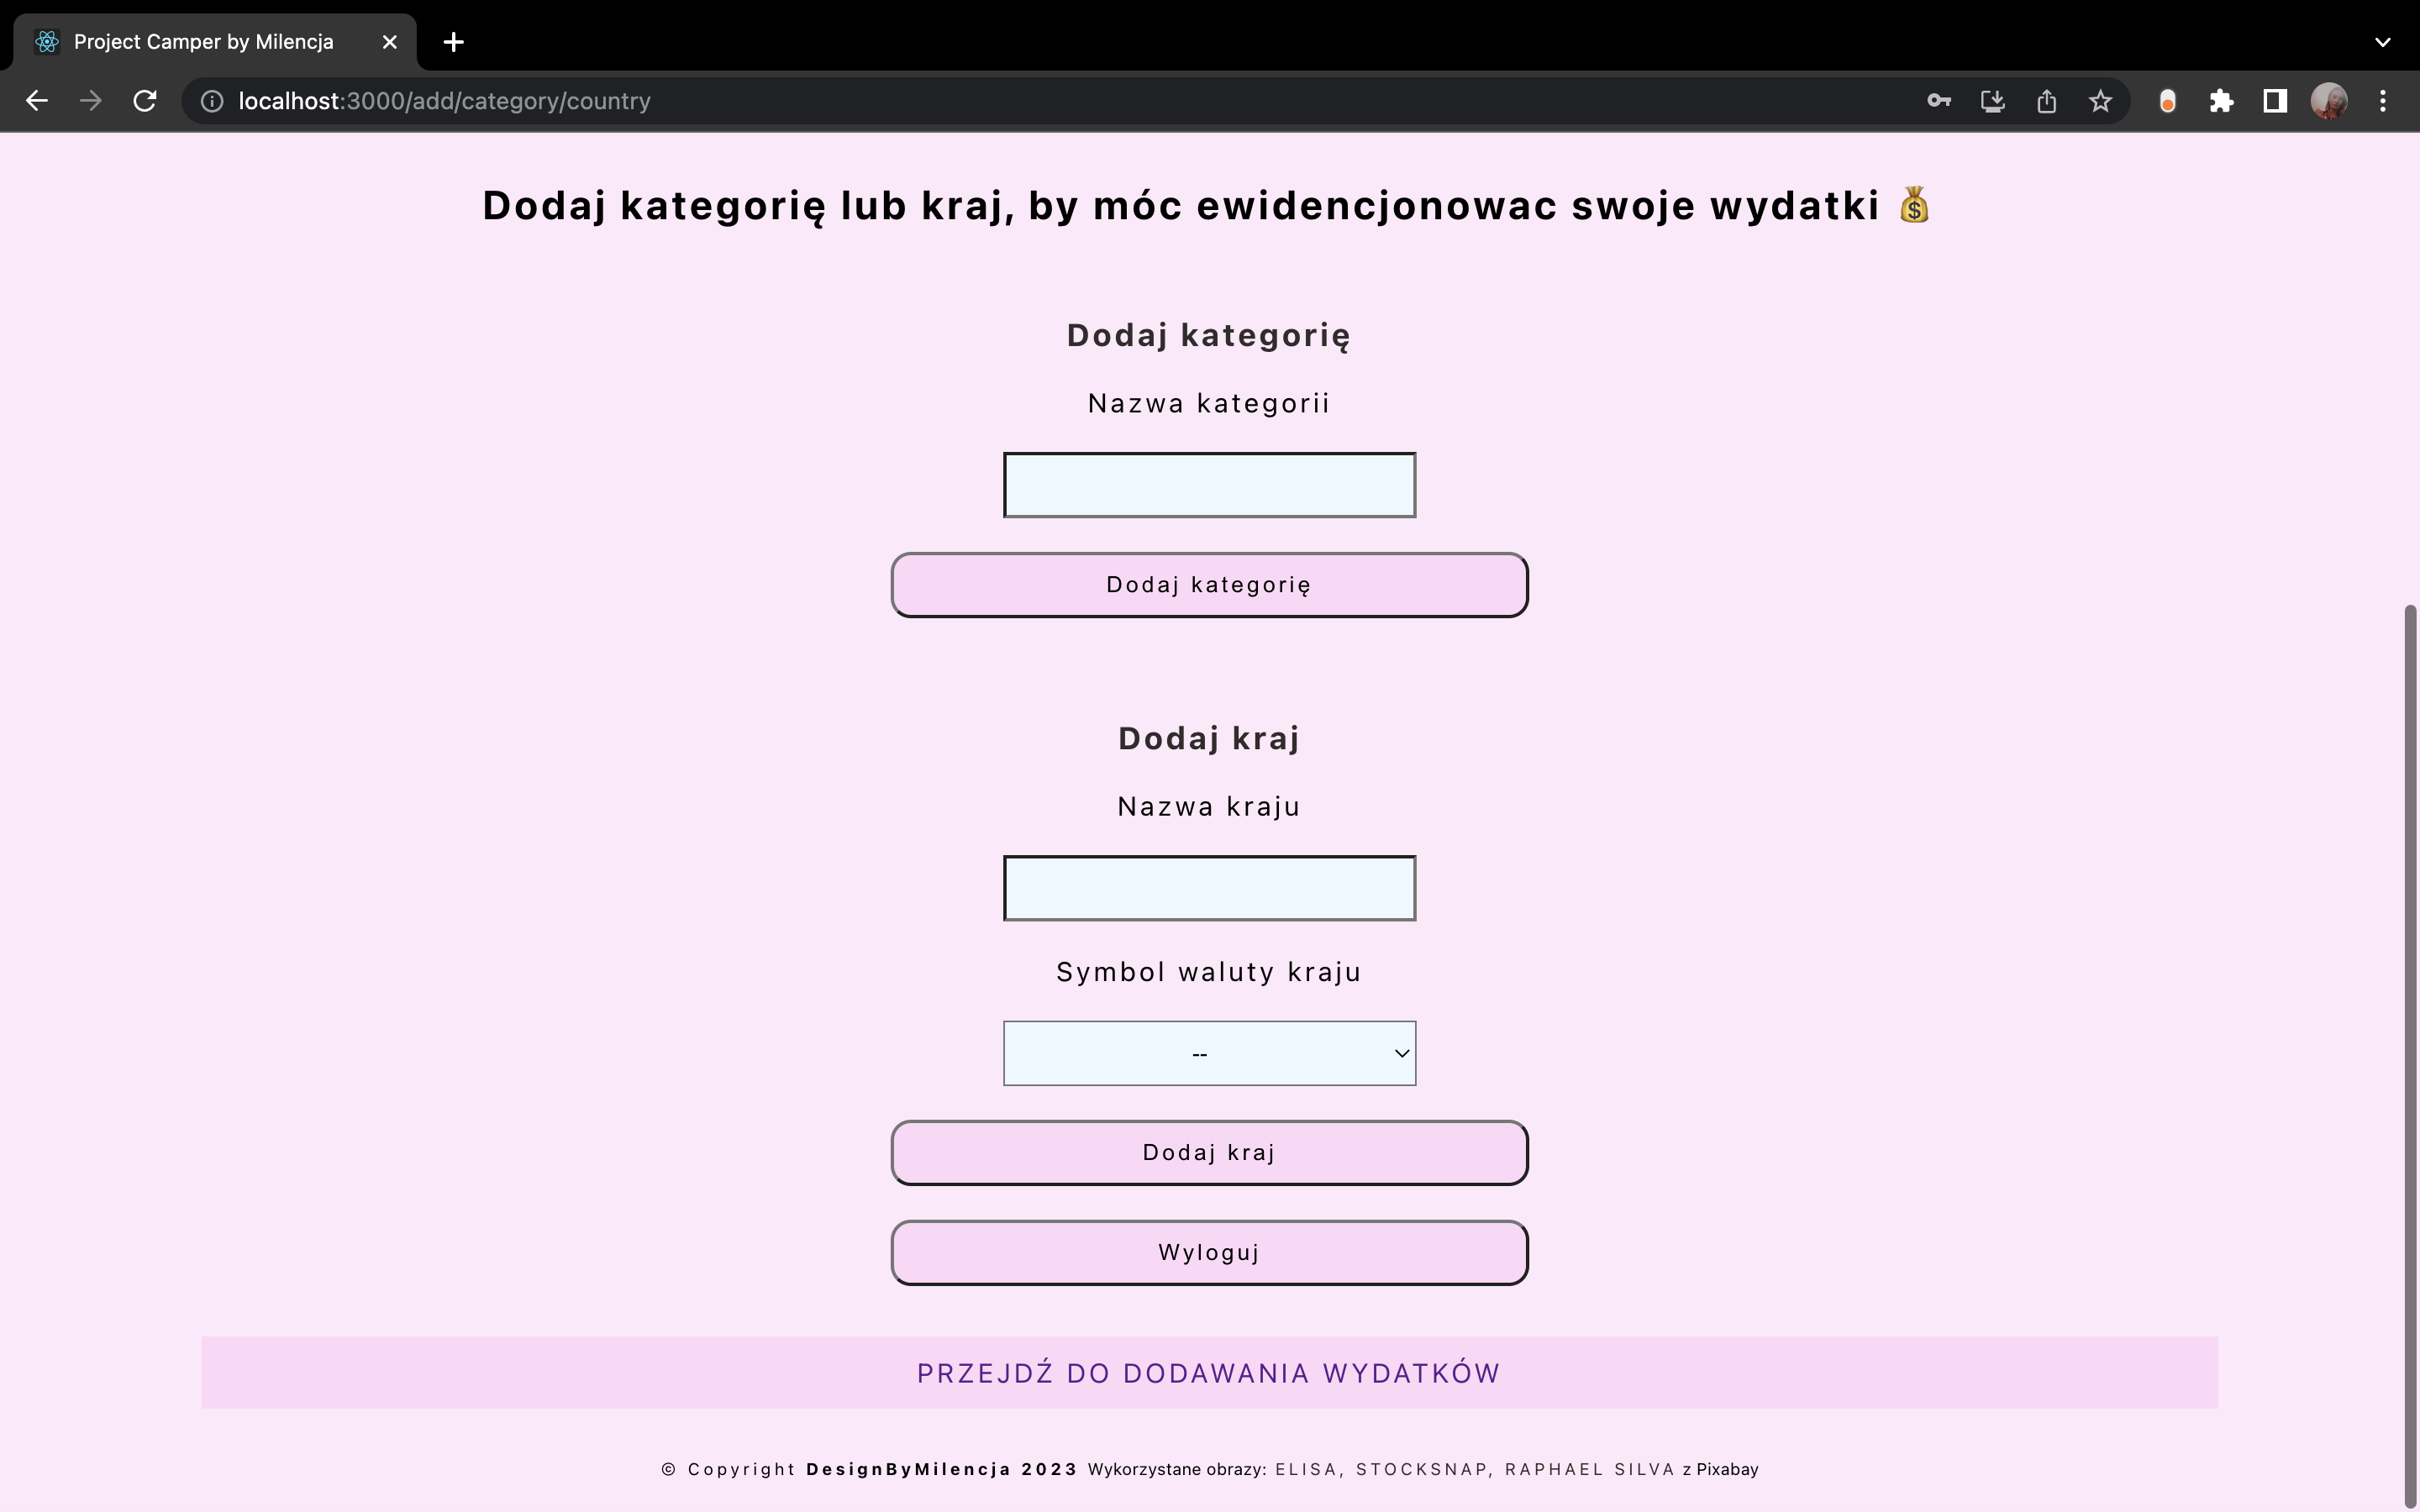 Project Camper by Milencja
localhost:3000/add/category/country
Dodaj kategorię lub kraj, by móc ewidencjonowac swoje wydatki 💰
Dodaj kategorię
Nazwa kategorii
Dodaj kategorię
Dodaj kraj
Nazwa kraju
Symbol waluty kraju
--
Dodaj kraj
Wyloguj
PRZEJDŹ DO DODAWANIA WYDATKÓW
© Copyright DesignByMilencja 2023 Wykorzystane obrazy: ELISA, STOCKSNAP, RAPHAEL SILVA z Pixabay